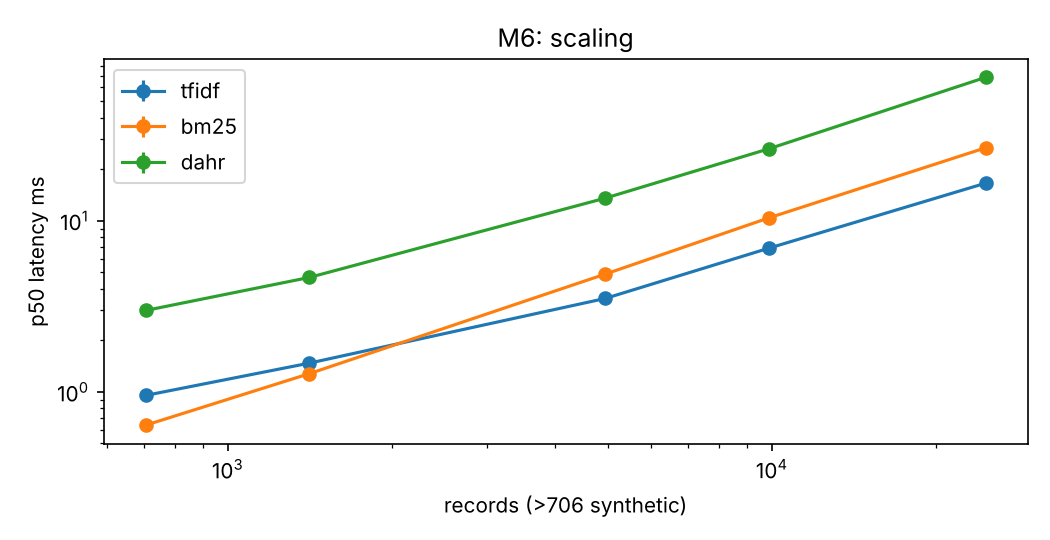 M6: scaling
tfidf
bm25
dahr
p50 latency ms
10¹
10⁰
10³
10⁴
records (>706 synthetic)